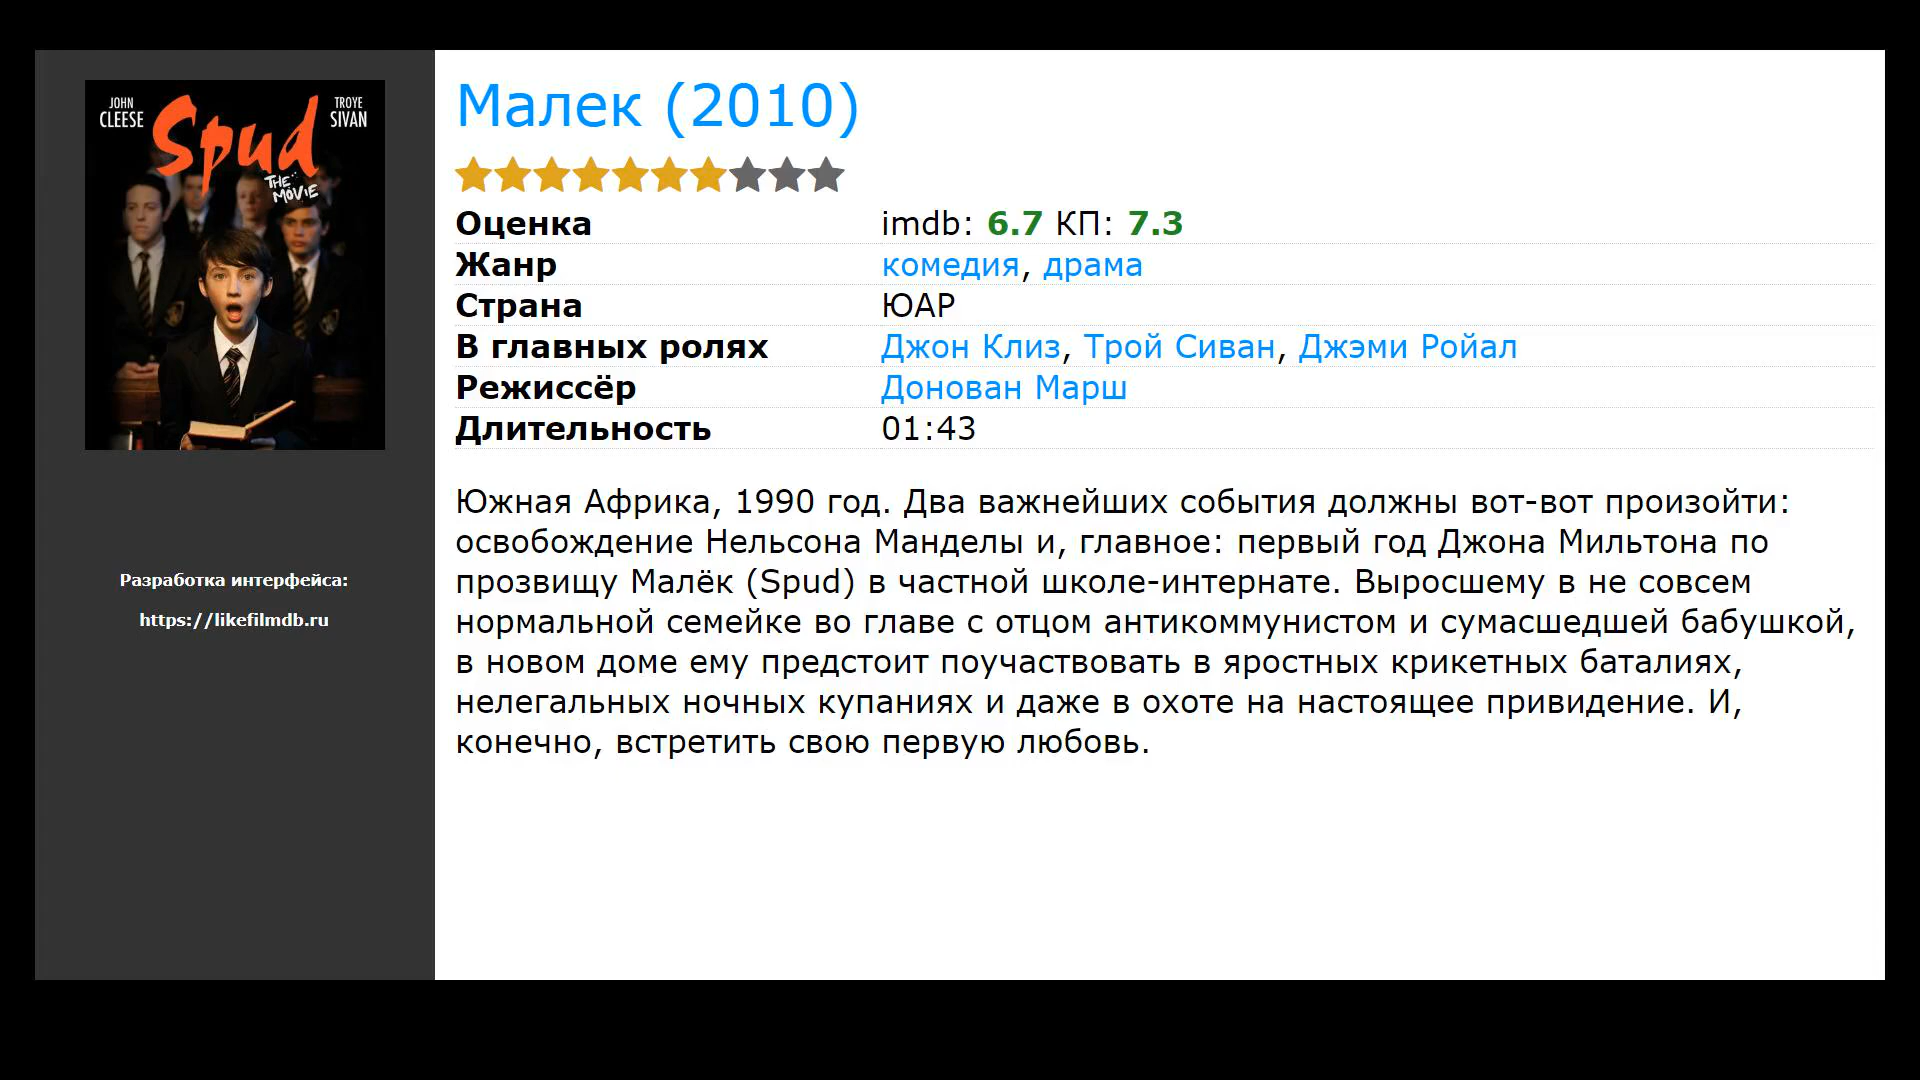 JOHN
CLEESE
Spud
THE
MOVIE
TROYE
SIVAN
Разработка интерфейса:
https://likefilmdb.ru
Малек (2010)
Оценка imdb: 6.7 КП: 7.3
Жанр комедия, драма
Страна ЮАР
В главных ролях Джон Клиз, Трой Сиван, Джэми Ройал
Режиссёр Донован Марш
Длительность 01:43
Южная Африка, 1990 год. Два важнейших события должны вот-вот произойти:
освобождение Нельсона Манделы и, главное: первый год Джона Мильтона по
прозвищу Малёк (Spud) в частной школе-интернате. Выросшему в не совсем
нормальной семейке во главе с отцом антикоммунистом и сумасшедшей бабушкой,
в новом доме ему предстоит поучаствовать в яростных крикетных баталиях,
нелегальных ночных купаниях и даже в охоте на настоящее привидение. И,
конечно, встретить свою первую любовь.